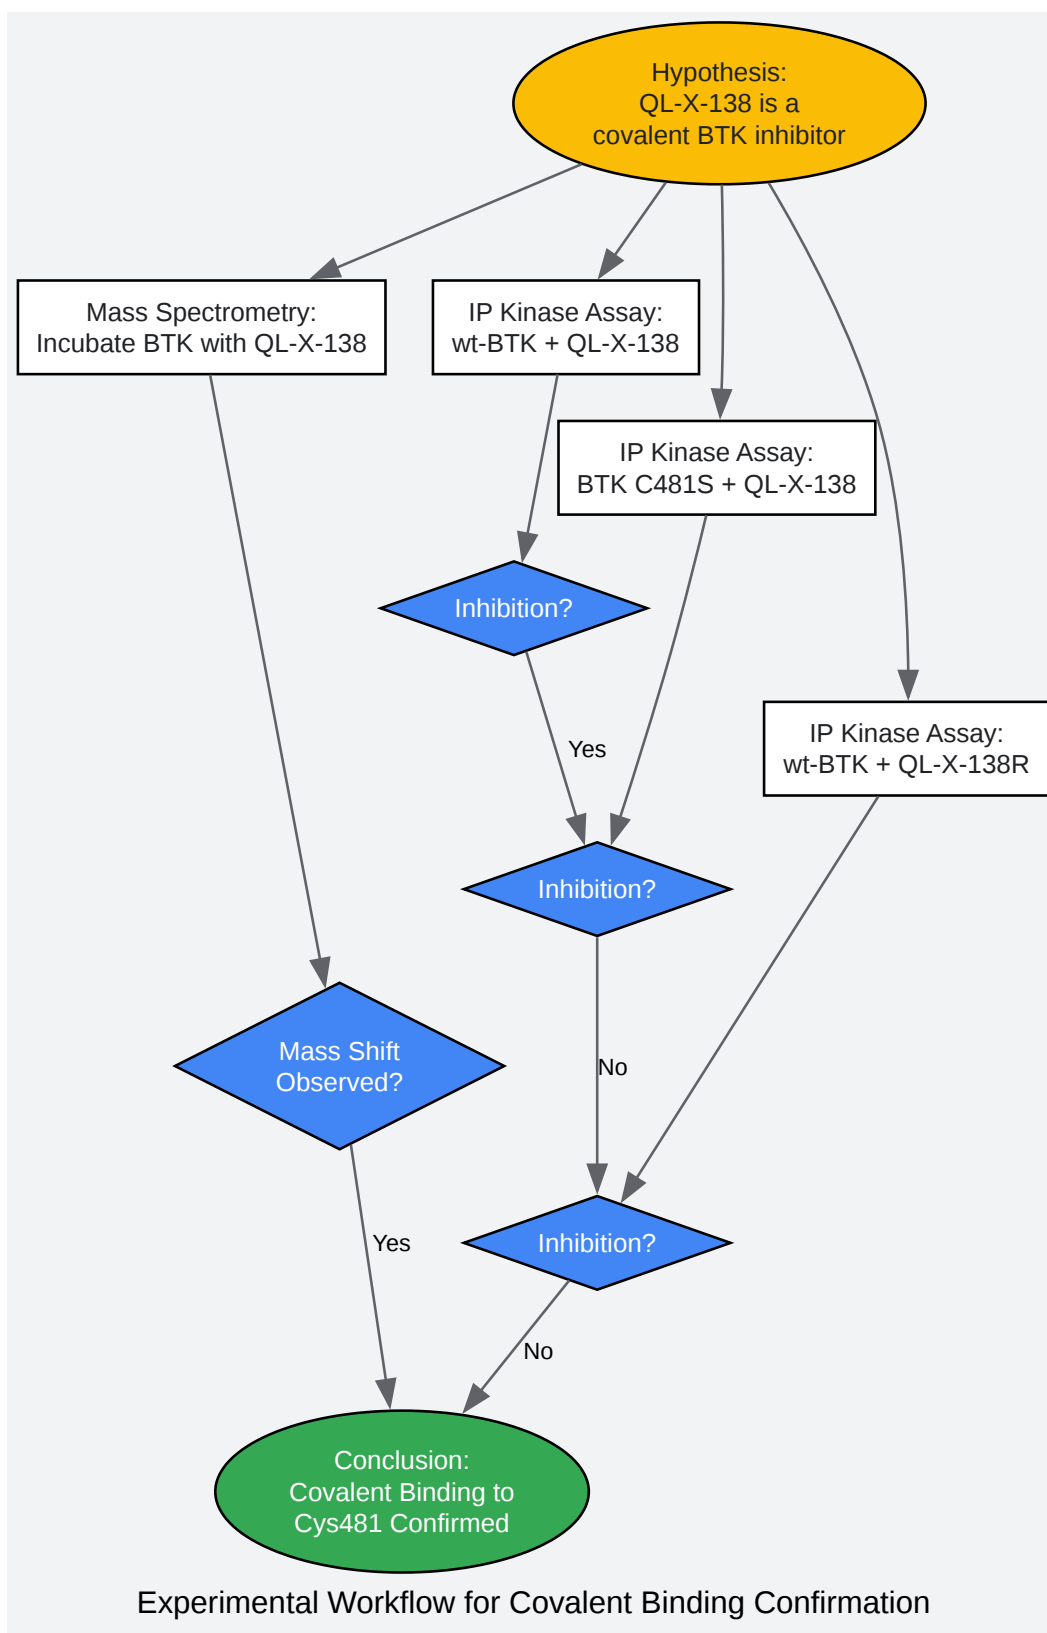 Hypothesis:
QL-X-138 is a
covalent BTK inhibitor
Mass Spectrometry:
Incubate BTK with QL-X-138
IP Kinase Assay:
wt-BTK + QL-X-138
IP Kinase Assay:
BTK C481S + QL-X-138
Inhibition?
IP Kinase Assay:
wt-BTK + QL-X-138R
Yes
Inhibition?
Mass Shift
Observed?
No
Inhibition?
Yes
No
Conclusion:
Covalent Binding to
Cys481 Confirmed
Experimental Workflow for Covalent Binding Confirmation